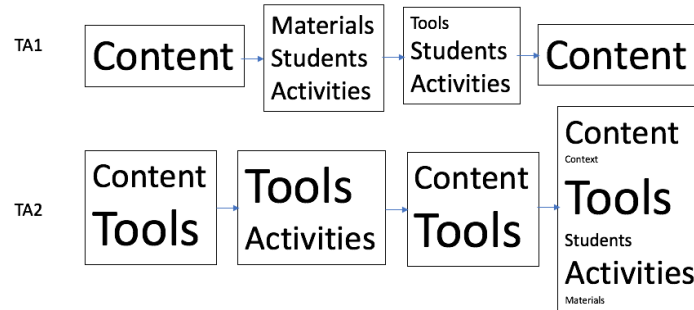 TA1
Content
Materials
Students
Activities
Tools
Students
Activities
Content
TA2
Content
Tools
Tools
Activities
Content
Tools
Content
Context
Tools
Students
Activities
Materials